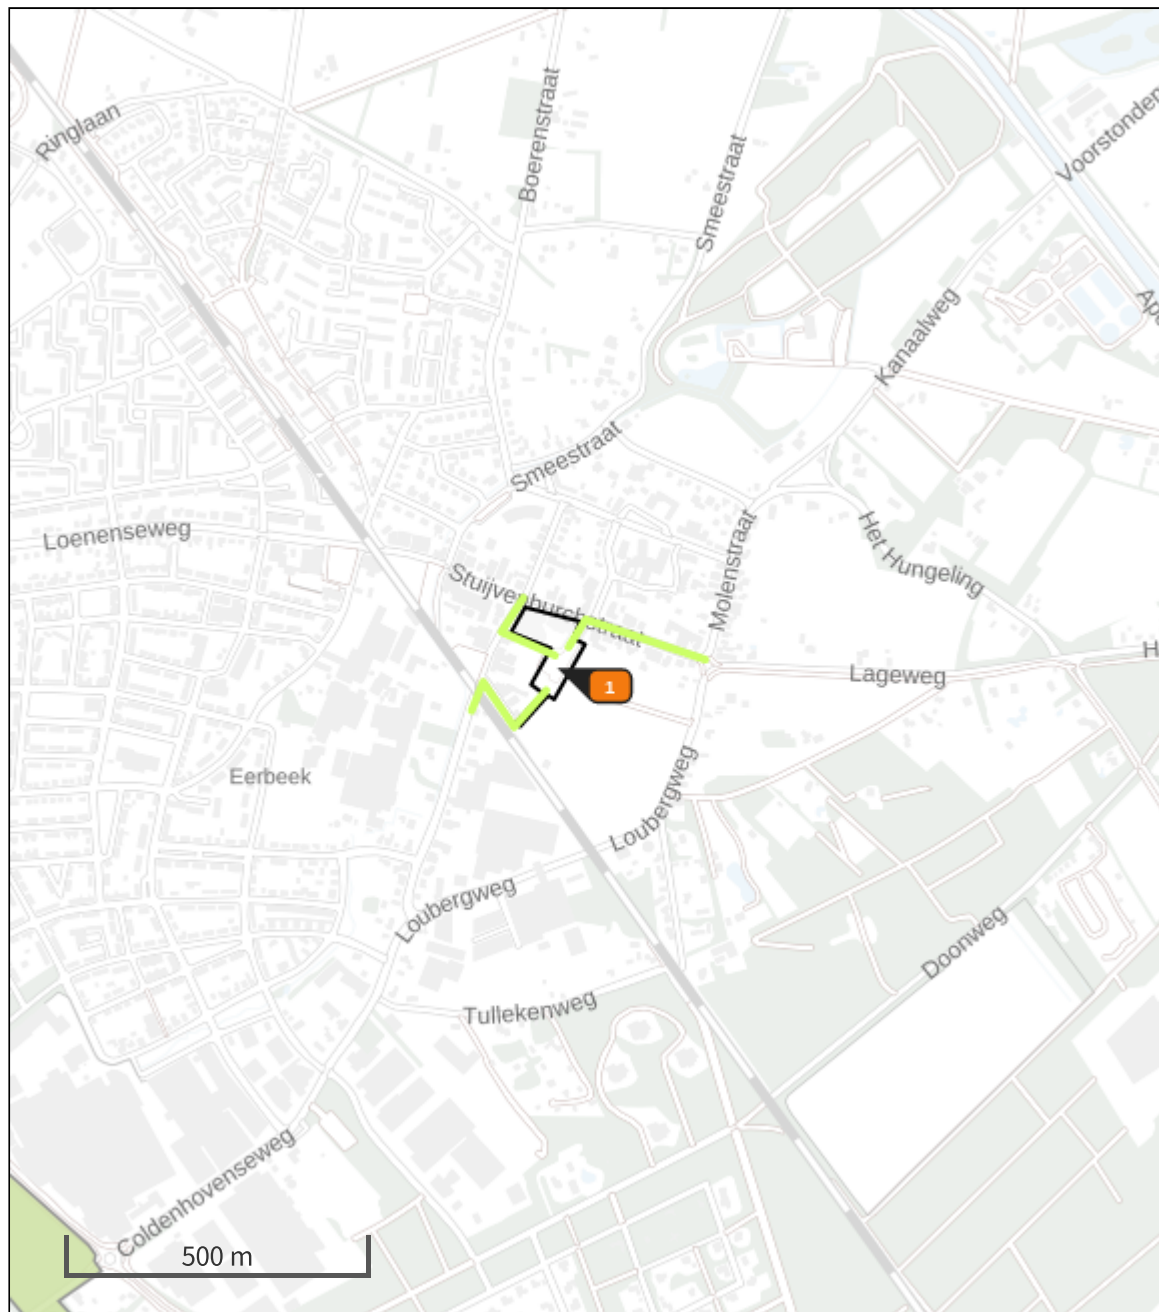 Ringlaan
Boerenstraat
Smeestraat
Voorstonden
Kanaalweg
Smeestraat
Loenenseweg
Molenstraat
Het Hungeling
Stuijvenburchstraat
1
Lageweg
Eerbeek
Loubergweg
Loubergweg
Doonweg
Tullekenweg
Coldenhovenseweg
500 m